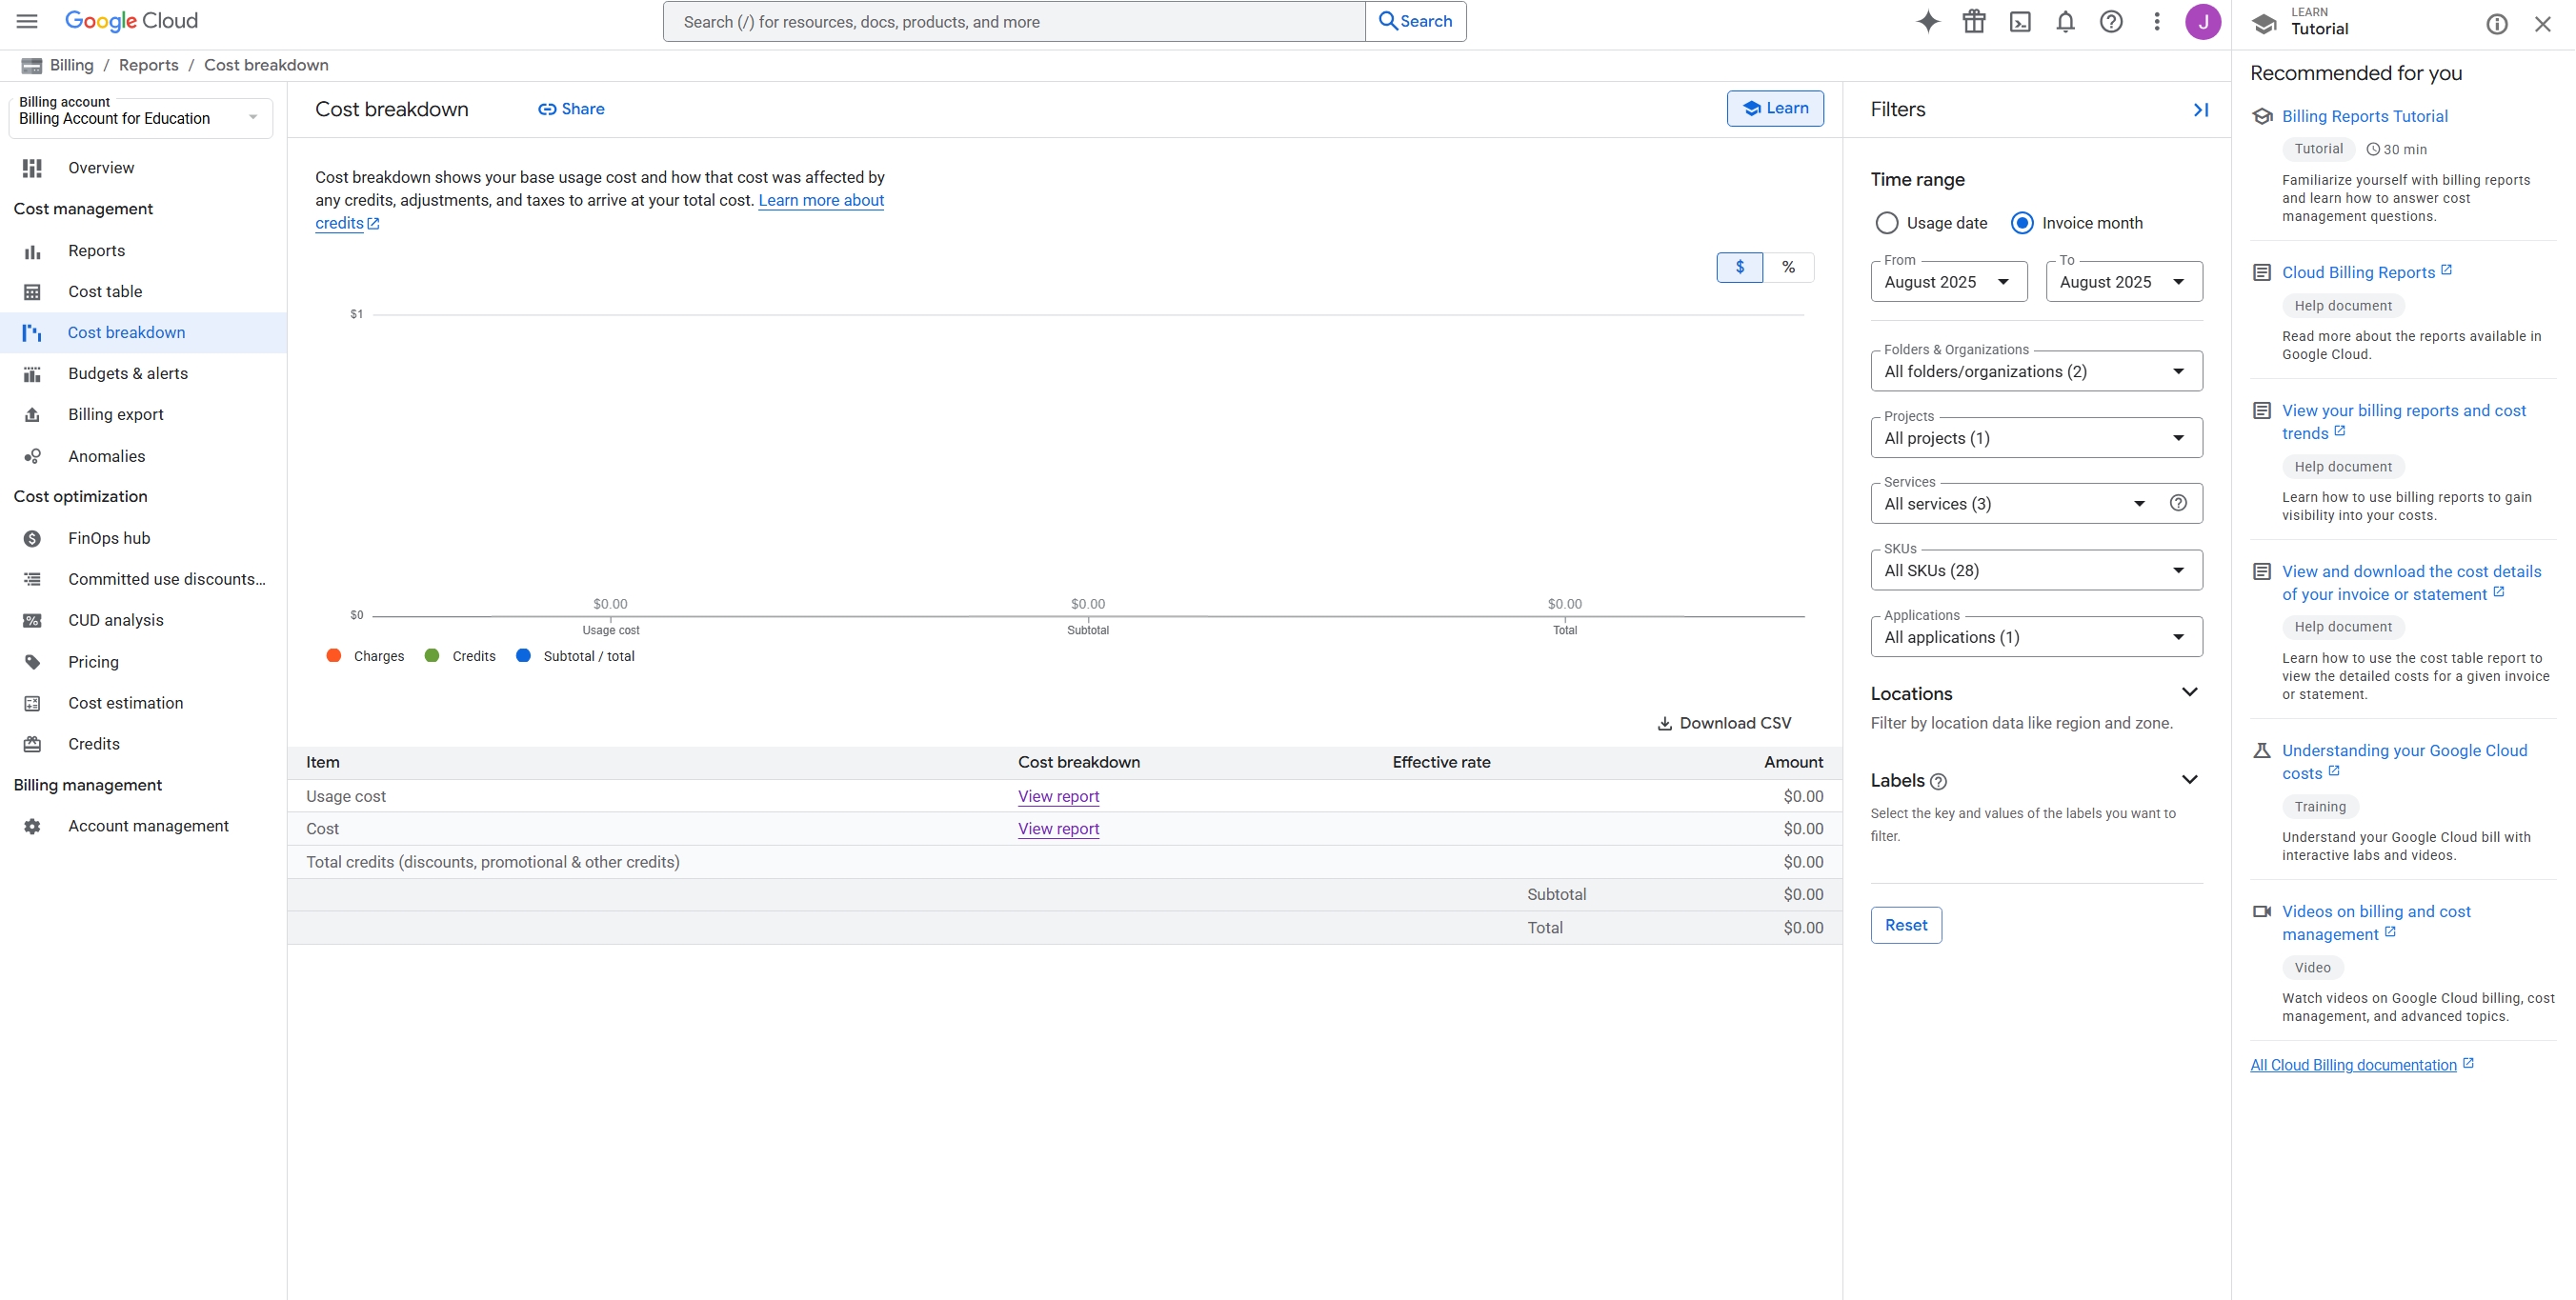 Google Cloud
Search (/) for resources, docs, products, and more
Search
J
LEARN
Tutorial
Billing / Reports / Cost breakdown
Billing account
Billing Account for Education
Overview
Cost management
Reports
Cost table
Cost breakdown
Budgets & alerts
Billing export
Anomalies
Cost optimization
FinOps hub
Committed use discounts...
CUD analysis
Pricing
Cost estimation
Credits
Billing management
Account management
Cost breakdown
Share
Learn
Cost breakdown shows your base usage cost and how that cost was affected by
any credits, adjustments, and taxes to arrive at your total cost. Learn more about
credits
$ %
$1
$0
$0.00 $0.00 $0.00
Usage cost Subtotal Total
Charges Credits Subtotal / total
Download CSV
Item Cost breakdown Effective rate Amount
Usage cost View report $0.00
Cost View report $0.00
Total credits (discounts, promotional & other credits) $0.00
Subtotal $0.00
Total $0.00
Filters
Time range
Usage date Invoice month
From
August 2025
To
August 2025
Folders & Organizations
All folders/organizations (2)
Projects
All projects (1)
Services
All services (3)
SKUs
All SKUs (28)
Applications
All applications (1)
Locations
Filter by location data like region and zone.
Labels
Select the key and values of the labels you want to
filter.
Reset
Recommended for you
Billing Reports Tutorial
Tutorial 30 min
Familiarize yourself with billing reports
and learn how to answer cost
management questions.
Cloud Billing Reports
Help document
Read more about the reports available in
Google Cloud.
View your billing reports and cost
trends
Help document
Learn how to use billing reports to gain
visibility into your costs.
View and download the cost details
of your invoice or statement
Help document
Learn how to use the cost table report to
view the detailed costs for a given invoice
or statement.
Understanding your Google Cloud
costs
Training
Understand your Google Cloud bill with
interactive labs and videos.
Videos on billing and cost
management
Video
Watch videos on Google Cloud billing, cost
management, and advanced topics.
All Cloud Billing documentation